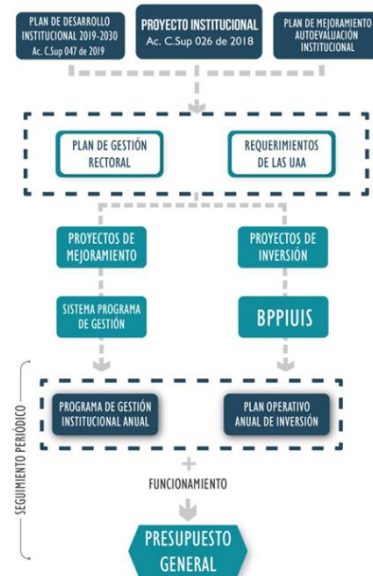 PLAN DE DESARROLLO
INSTITUCIONAL 2019-2030
Ac. C.Sup 047 de 2019
PROYECTO INSTITUCIONAL
Ac. C.Sup 026 de 2018
PLAN DE MEJORAMIENTO
AUTOEVALUACIÓN
INSTITUCIONAL
PLAN DE GESTIÓN
RECTORAL
REQUERIMIENTOS
DE LAS UAA
PROYECTOS DE
MEJORAMIENTO
PROYECTOS DE
INVERSIÓN
SISTEMA PROGRAMA
DE GESTIÓN
BPPIUIS
SEGUIMIENTO PERIÓDICO
PROGRAMA DE GESTIÓN
INSTITUCIONAL ANUAL
PLAN OPERATIVO
ANUAL DE INVERSIÓN
+
FUNCIONAMIENTO
PRESUPUESTO
GENERAL